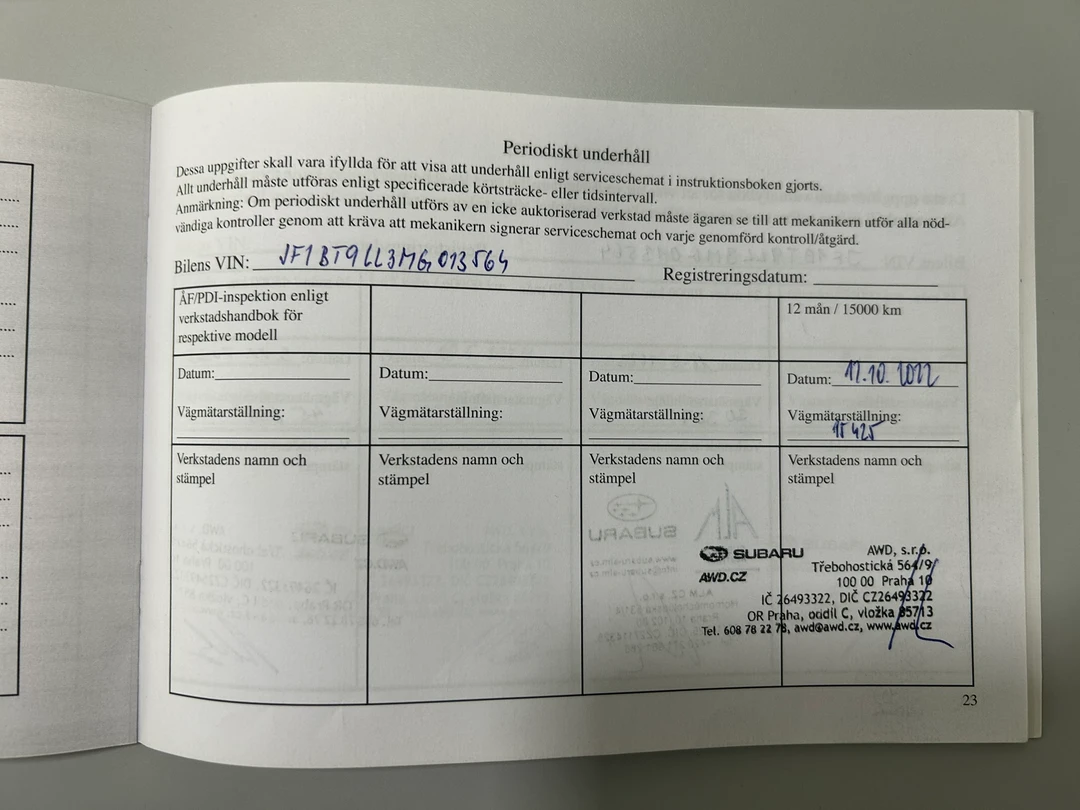 Periodiskt underhåll
Dessa uppgifter skall vara ifyllda för att visa att underhåll enligt serviceschemat i instruktionsboken gjorts.
Allt underhåll måste utföras enligt specificerade körtsträcke- eller tidsintervall.
Anmärkning: Om periodiskt underhåll utförs av en icke auktoriserad verkstad måste ägaren se till att mekanikern utför alla nöd-
vändiga kontroller genom att kräva att mekanikern signerar serviceschemat och varje genomförd kontroll/åtgärd.
Bilens VIN: JF1BT9LL3MG013564
Registreringsdatum:
ÅF/PDI-inspektion enligt
verkstadshandbok för
respektive modell
12 mån / 15000 km
Datum:
Datum:
Datum:
Datum: 12.10. 2022
Vägmätarställning:
Vägmätarställning:
Vägmätarställning:
Vägmätarställning:
15 425
Verkstadens namn och
stämpel
Verkstadens namn och
stämpel
Verkstadens namn och
stämpel
Verkstadens namn och
stämpel
SUBARU
AWD.CZ
AWD, s.r.o.
Třebohostická 564/9
100 00 Praha 10
IČ 26493322, DIČ CZ26493322
OR Praha, oddíl C, vložka 85713
Tel. 608 78 22 78, awd@awd.cz, www.awd.cz
23